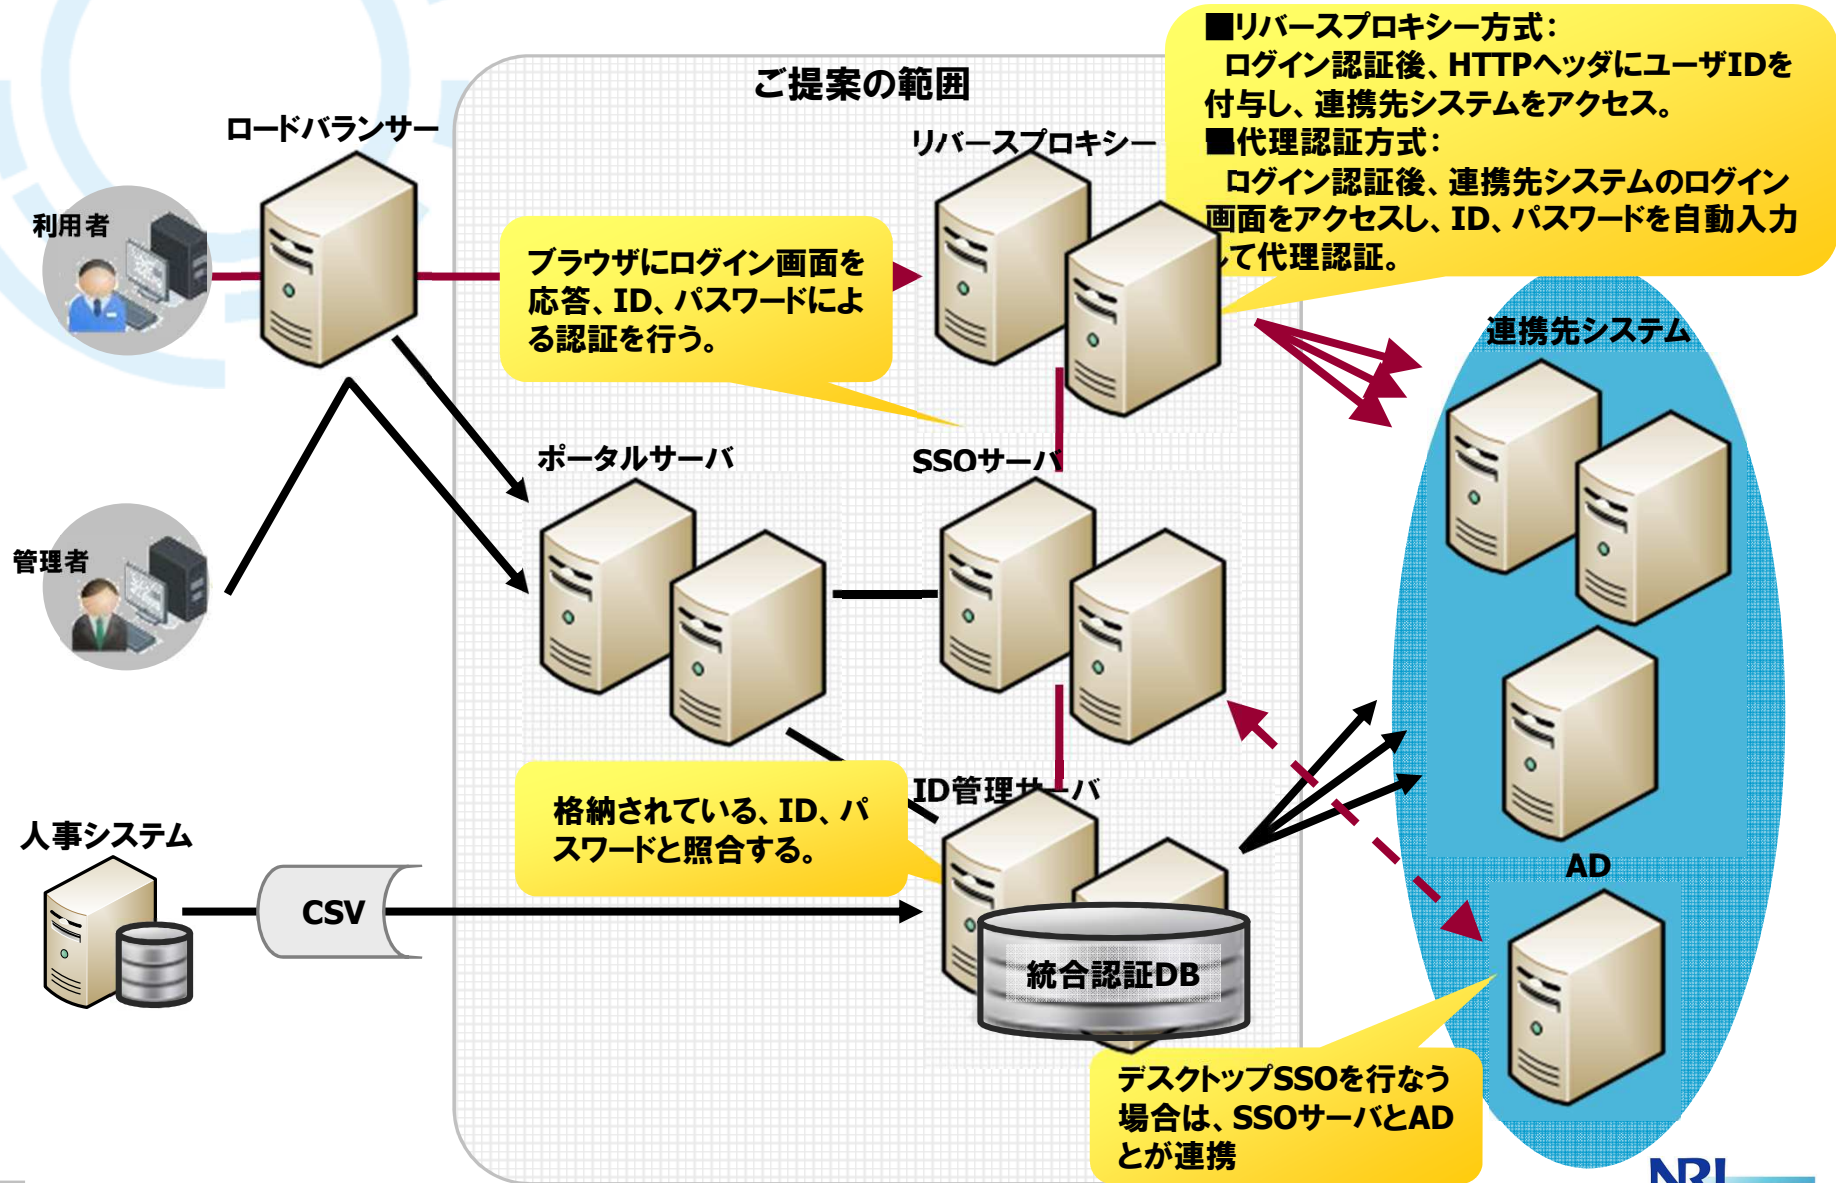 ■リバースプロキシー方式：
ログイン認証後、HTTPヘッダにユーザIDを
付与し、連携先システムをアクセス。
■代理認証方式：
ログイン認証後、連携先システムのログイン
画面をアクセスし、ID、パスワードを自動入力
して代理認証。
ご提案の範囲
ロードバランサー
リバースプロキシー
利用者
ブラウザにログイン画面を
応答、ID、パスワードによ
る認証を行う。
連携先システム
ポータルサーバ
SSOサーバ
管理者
ID管理サーバ
格納されている、ID、パ
スワードと照合する。
人事システム
CSV
AD
統合認証DB
デスクトップSSOを行なう
場合は、SSOサーバとAD
とが連携
NRI